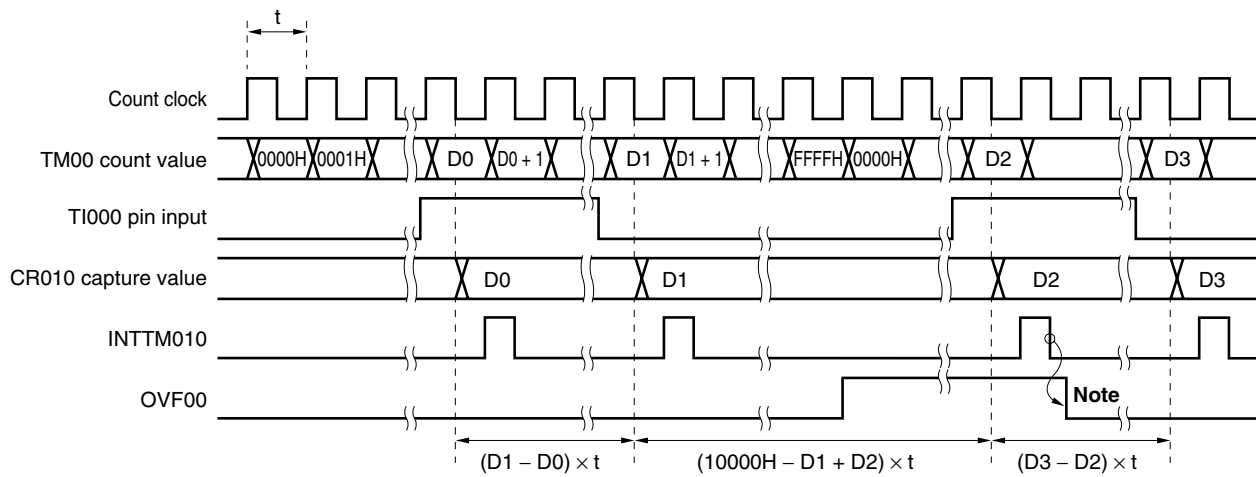 t
Count clock
TM00 count value
0000H 0001H D0 D0 + 1 D1 D1 + 1 FFFFH 0000H D2 D3
TI000 pin input
CR010 capture value
D0 D1 D2 D3
INTTM010
OVF00
Note
(D1 − D0) × t (10000H − D1 + D2) × t (D3 − D2) × t